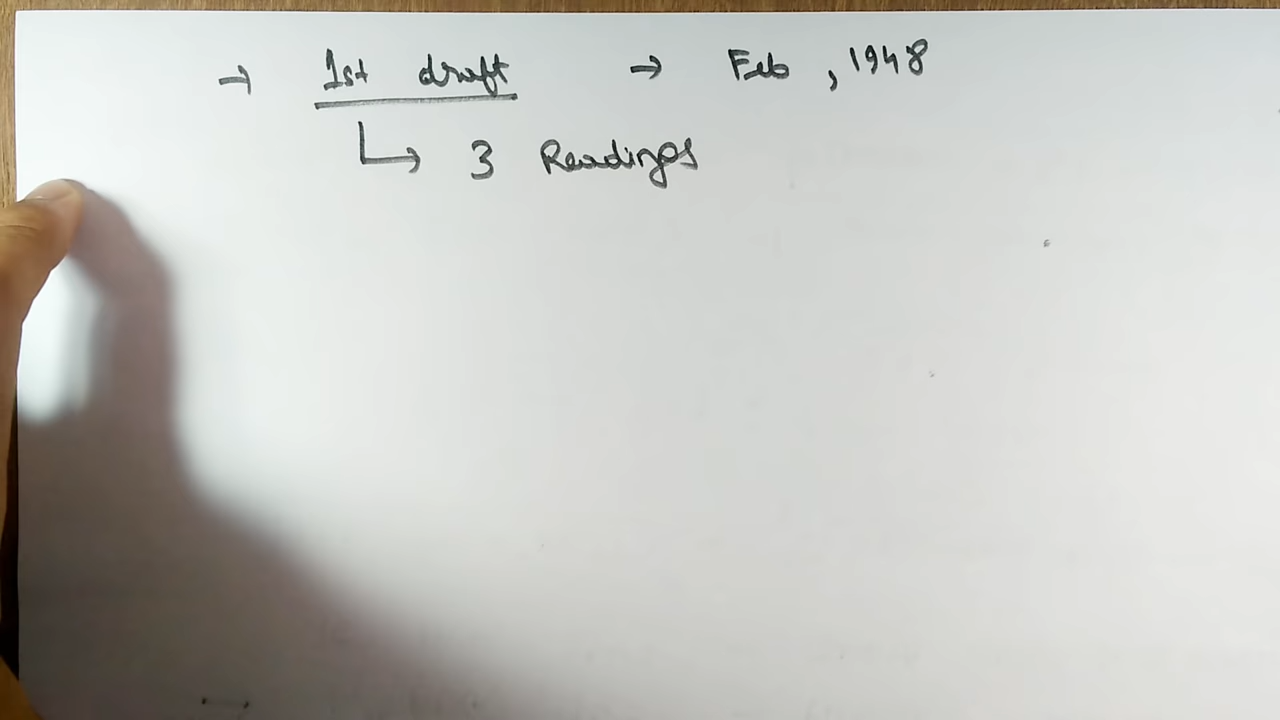 → 1st draft → Feb , 1948
↳ 3 Readings